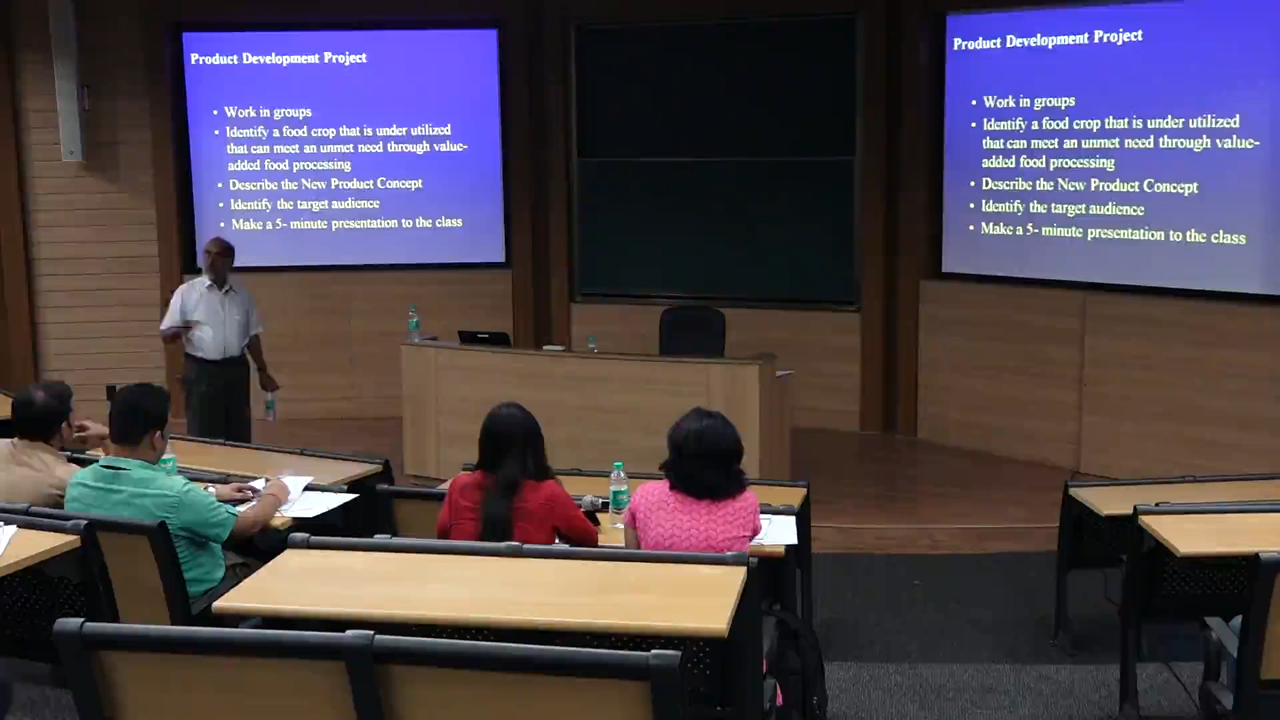 Product Development Project
• Work in groups
• Identify a food crop that is under utilized
that can meet an unmet need through value-
added food processing
• Describe the New Product Concept
• Identify the target audience
• Make a 5- minute presentation to the class
Product Development Project
• Work in groups
• Identify a food crop that is under utilized
that can meet an unmet need through value-
added food processing
• Describe the New Product Concept
• Identify the target audience
• Make a 5- minute presentation to the class